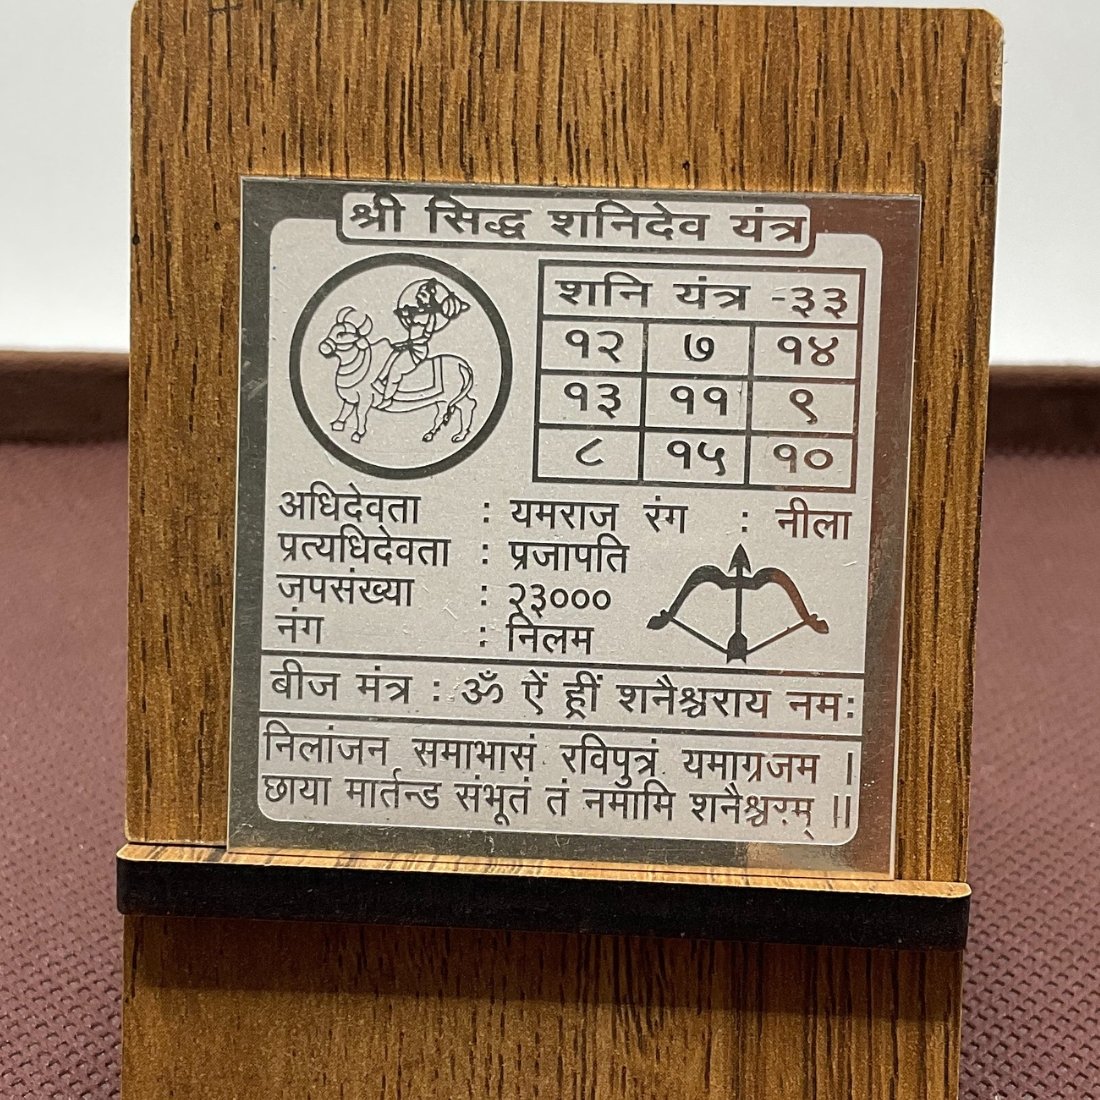 श्री सिद्ध शनिदेव यंत्र
शनि यंत्र -३३
१२ ७ १४
१३ ११ ९
८ १५ १०
अधिदेवता : यमराज रंग : नीला
प्रत्यधिदेवता : प्रजापति
जपसंख्या : २३०००
नंग : निलम
बीज मंत्र : ॐ ऐं ह्रीं शनैश्चराय नमः
निलांजन समाभासं रविपुत्रं यमाग्रजम ।
छाया मार्तन्ड संभूतं तं नमामि शनैश्चरम् ॥